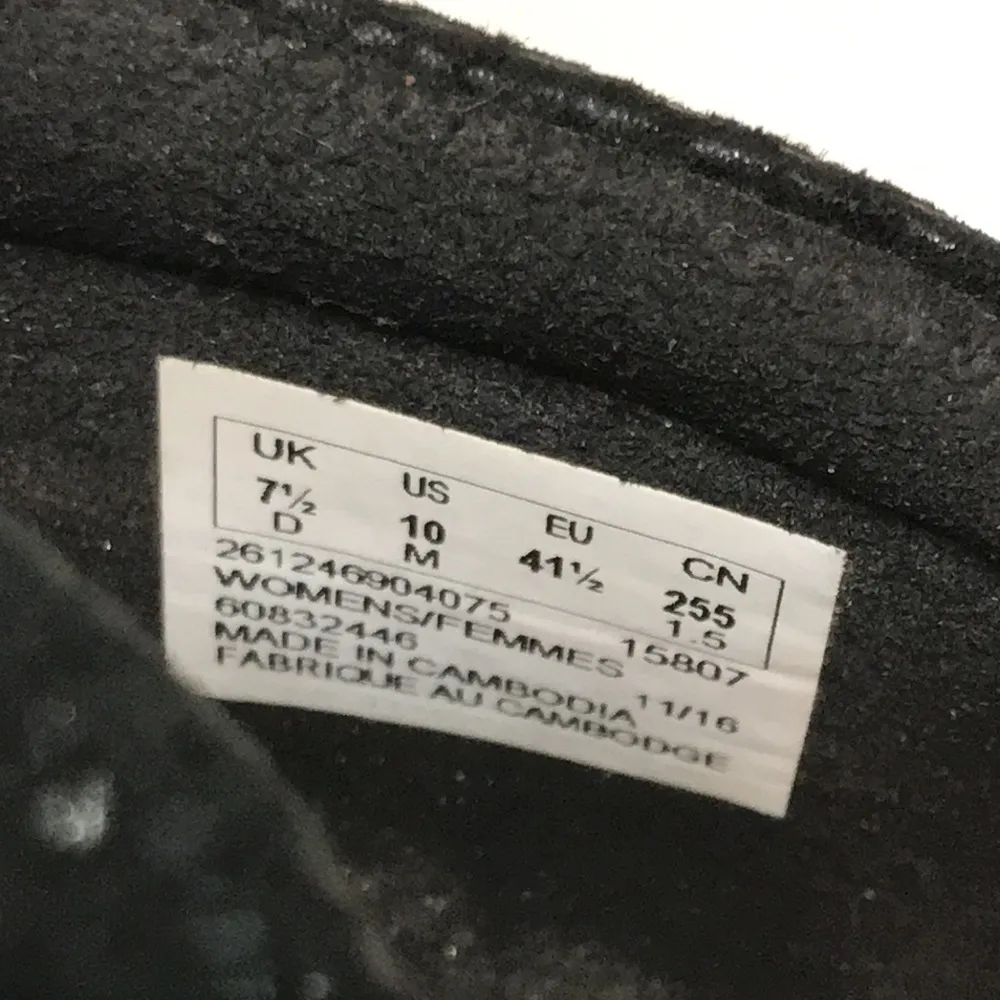 UK US EU CN
7½ 10 41½ 255
D M 1.5
261246904075 15807
WOMENS/FEMMES
60832446 11/16
MADE IN CAMBODIA
FABRIQUE AU CAMBODGE